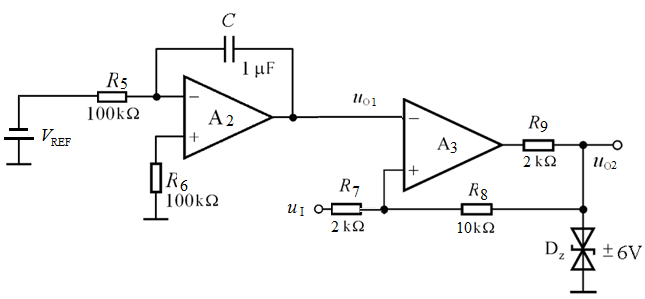 C
1 μF
R5
100kΩ
A2
−
+
VREF
R6
100kΩ
uO1
−
+
A3
R9
2 kΩ
uO2
uI
R7
2 kΩ
R8
10kΩ
Dz
±6V